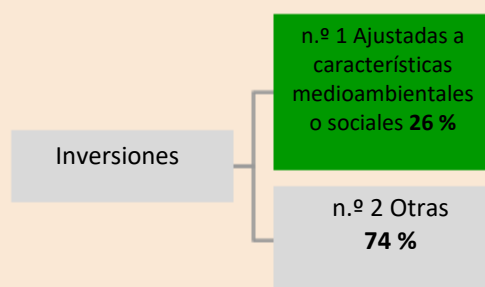 n.º 1 Ajustadas a
características
medioambientales
o sociales 26 %
Inversiones
n.º 2 Otras
74 %